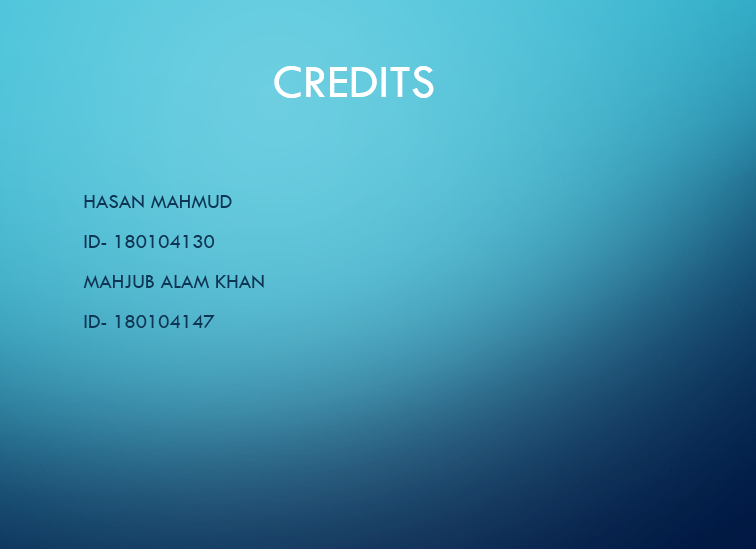 CREDITS
HASAN MAHMUD
ID- 180104130
MAHJUB ALAM KHAN
ID- 180104147